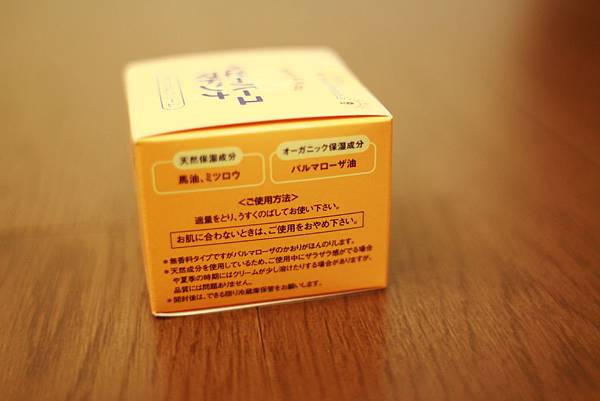 マドンナ
天然保湿成分
馬油、ミツロウ
オーガニック保湿成分
パルマローザ油
<ご使用方法>
適量をとり、うすくのばしてお使い下さい。
お肌に合わないときは、ご使用をおやめ下さい。
*無香料タイプですがパルマローザのかおりがほんのりします。
*天然成分を使用しているため、ご使用中にザラザラ感がでる場合
や夏季の時期にはクリームが少し溶けたりする場合がありますが、
品質には問題ありません。
*開封後は、できる限り冷蔵庫保管をお願いします。